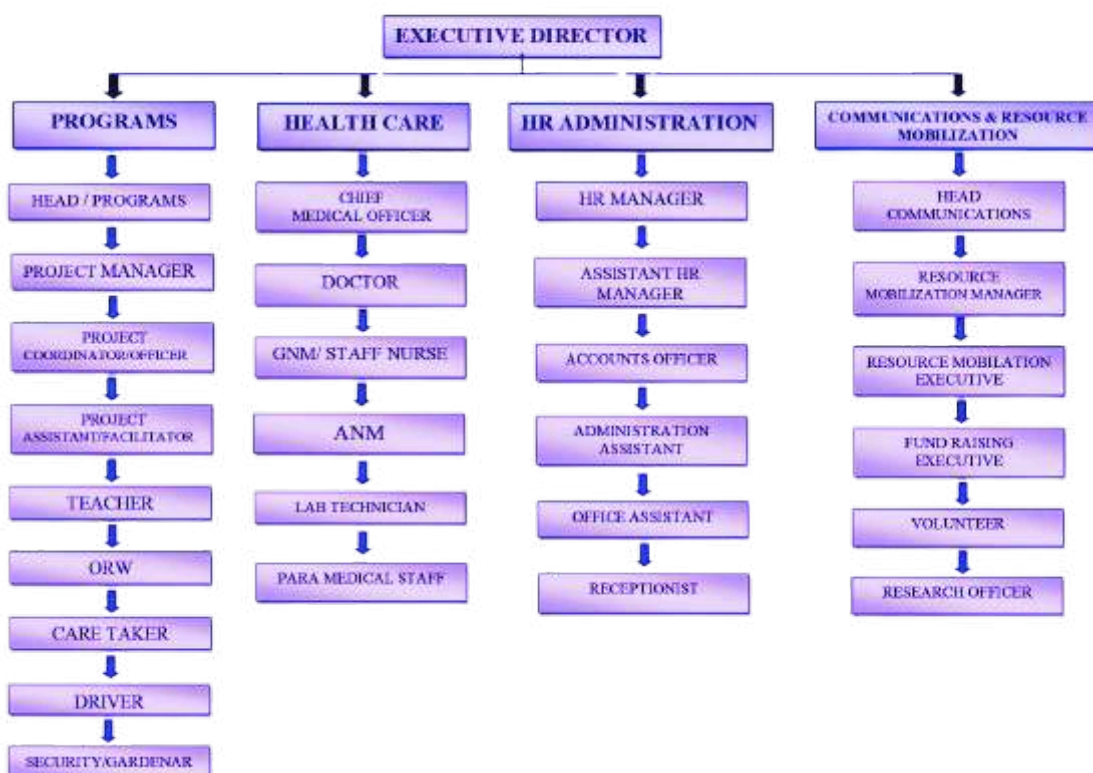 EXECUTIVE DIRECTOR
PROGRAMS
HEAD / PROGRAMS
PROJECT MANAGER
PROJECT
COORDINATOR/OFFICER
PROJECT
ASSISTANT/FACILITATOR
TEACHER
ORW
CARE TAKER
DRIVER
SECURITY/GARDENAR
HEALTH CARE
CHIEF
MEDICAL OFFICER
DOCTOR
GNM/ STAFF NURSE
ANM
LAB TECHNICIAN
PARA MEDICAL STAFF
HR ADMINISTRATION
HR MANAGER
ASSISTANT HR
MANAGER
ACCOUNTS OFFICER
ADMINISTRATION
ASSISTANT
OFFICE ASSISTANT
RECEPTIONIST
COMMUNICATIONS & RESOURCE
MOBILIZATION
HEAD
COMMUNICATIONS
RESOURCE
MOBILIZATION MANAGER
RESOURCE MOBILATION
EXECUTIVE
FUND RAISING
EXECUTIVE
VOLUNTEER
RESEARCH OFFICER